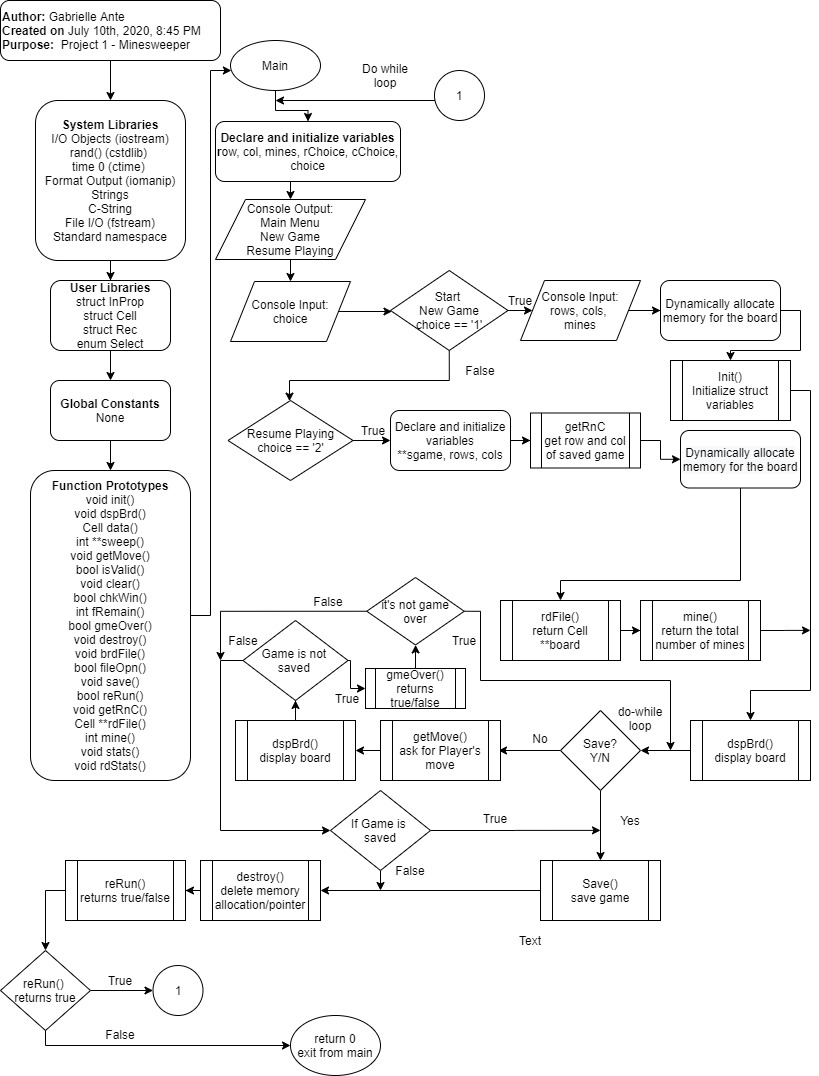 Author: Gabrielle Ante
Created on July 10th, 2020, 8:45 PM
Purpose: Project 1 - Minesweeper
System Libraries
I/O Objects (iostream)
rand() (cstdlib)
time 0 (ctime)
Format Output (iomanip)
Strings
C-String
File I/O (fstream)
Standard namespace
User Libraries
struct InProp
struct Cell
struct Rec
enum Select
Global Constants
None
Function Prototypes
void init()
void dspBrd()
Cell data()
int **sweep()
void getMove()
bool isValid()
void clear()
bool chkWin()
int fRemain()
bool gmeOver()
void destroy()
void brdFile()
bool fileOpn()
void save()
bool reRun()
void getRnC()
Cell **rdFile()
int mine()
void stats()
void rdStats()
Main
Do while
loop
1
Declare and initialize variables
row, col, mines, rChoice, cChoice,
choice
Console Output:
Main Menu
New Game
Resume Playing
Console Input:
choice
Start
New Game
choice == '1'
True
Console Input:
rows, cols,
mines
Dynamically allocate
memory for the board
Init()
Initialize struct
variables
False
Resume Playing
choice == '2'
True
Declare and initialize
variables
**sgame, rows, cols
getRnC
get row and col
of saved game
Dynamically allocate
memory for the board
rdFile()
return Cell
**board
mine()
return the total
number of mines
it's not game
over
False
True
False
Game is not
saved
True
gmeOver()
returns
true/false
do-while
loop
dspBrd()
display board
getMove()
ask for Player's
move
No
Save?
Y/N
dspBrd()
display board
Yes
If Game is
saved
True
False
reRun()
returns true/false
destroy()
delete memory
allocation/pointer
Save()
save game
Text
reRun()
returns true
True
1
False
return 0
exit from main